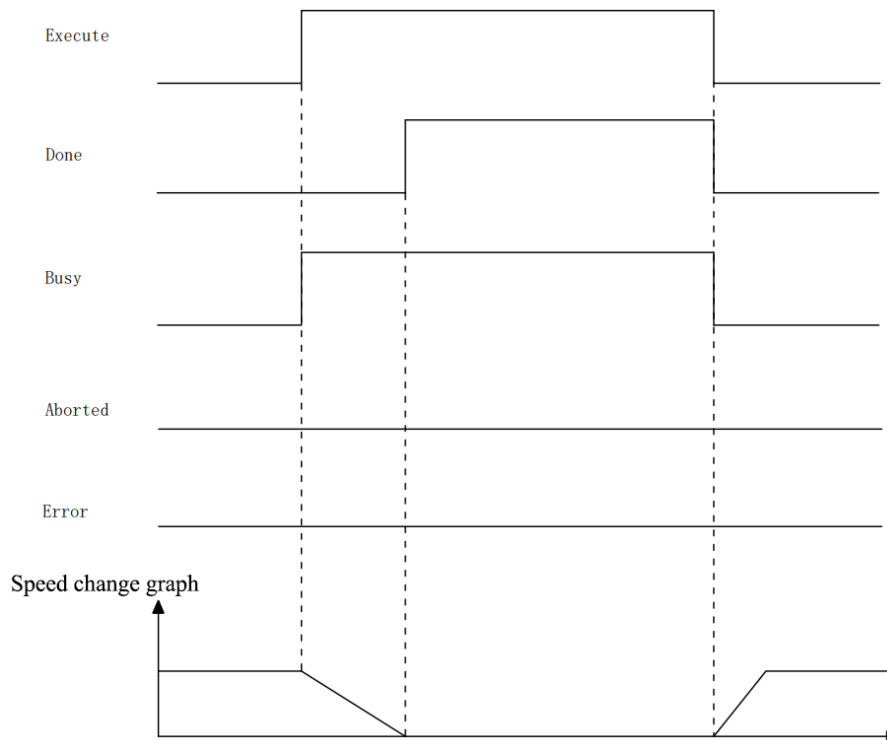 Execute
Done
Busy
Aborted
Error
Speed change graph